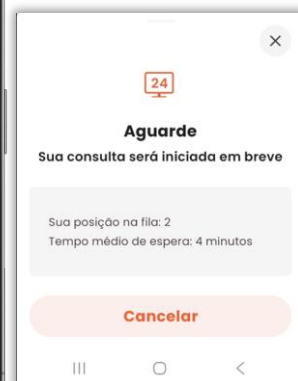 24
Aguarde
Sua consulta será iniciada em breve
Sua posição na fila: 2
Tempo médio de espera: 4 minutos
Cancelar